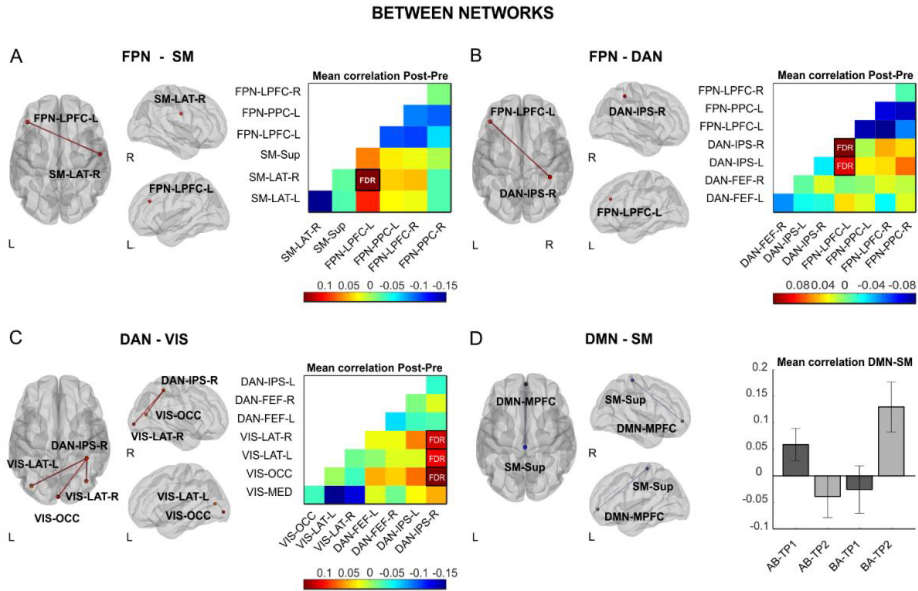 BETWEEN NETWORKS
A
FPN - SM
FPN-LPFC-L
SM-LAT-R
L
SM-LAT-R
R
FPN-LPFC-L
L
Mean correlation Post-Pre
FPN-LPFC-R
FPN-PPC-L
FPN-LPFC-L
SM-Sup
SM-LAT-R
SM-LAT-L
FDR
SM-LAT-R
SM-Sup
FPN-LPFC-L
FPN-PPC-L
FPN-LPFC-R
FPN-PPC-R
0.1 0.05 0 -0.05 -0.1 -0.15
B
FPN - DAN
FPN-LPFC-L
DAN-IPS-R
L
R
DAN-IPS-R
R
FPN-LPFC-L
L
Mean correlation Post-Pre
FPN-LPFC-R
FPN-PPC-L
FPN-LPFC-L
DAN-IPS-R
DAN-IPS-L
DAN-FEF-R
DAN-FEF-L
FDR
FDR
DAN-FEF-R
DAN-IPS-L
DAN-IPS-R
FPN-LPFC-L
FPN-PPC-L
FPN-LPFC-R
FPN-PPC-R
0.08 0.04 0 -0.04 -0.08
C
DAN - VIS
DAN-IPS-R
VIS-LAT-L
VIS-LAT-R
VIS-OCC
L
DAN-IPS-R
VIS-OCC
VIS-LAT-R
R
VIS-LAT-L
VIS-OCC
L
Mean correlation Post-Pre
DAN-IPS-L
DAN-FEF-R
DAN-FEF-L
VIS-LAT-R
VIS-LAT-L
VIS-OCC
VIS-MED
FDR
FDR
FDR
VIS-OCC
VIS-LAT-L
VIS-LAT-R
DAN-FEF-L
DAN-FEF-R
DAN-IPS-L
DAN-IPS-R
0.1 0.05 0 -0.05 -0.1 -0.15
D
DMN - SM
DMN-MPFC
SM-Sup
L
SM-Sup
DMN-MPFC
R
SM-Sup
DMN-MPFC
L
Mean correlation DMN-SM
0.2
0.15
0.1
0.05
0
-0.05
-0.1
AB-TP1
AB-TP2
BA-TP1
BA-TP2